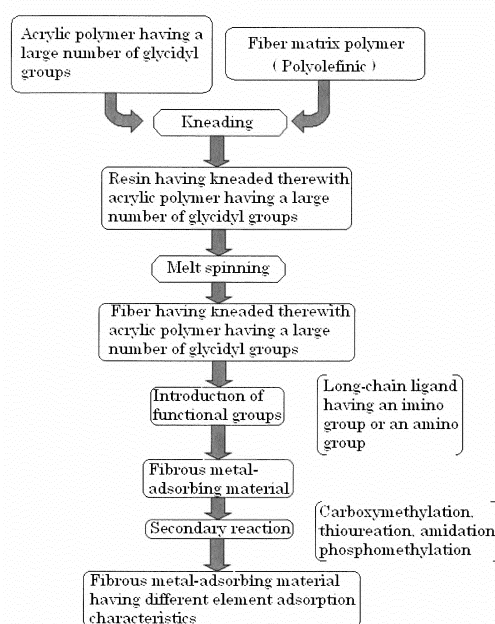 Acrylic polymer having a
large number of glycidyl
groups
Fiber matrix polymer
( Polyolefinic )
Kneading
Resin having kneaded therewith
acrylic polymer having a large
number of glycidyl groups
Melt spinning
Fiber having kneaded therewith
acrylic polymer having a large
number of glycidyl groups
Introduction of
functional groups
Long-chain ligand
having an imino
group or an amino
group
Fibrous metal-
adsorbing material
Secondary reaction
Carboxymethylation,
thioureation, amidation
phosphomethylation
Fibrous metal-adsorbing material
having different element adsorption
characteristics